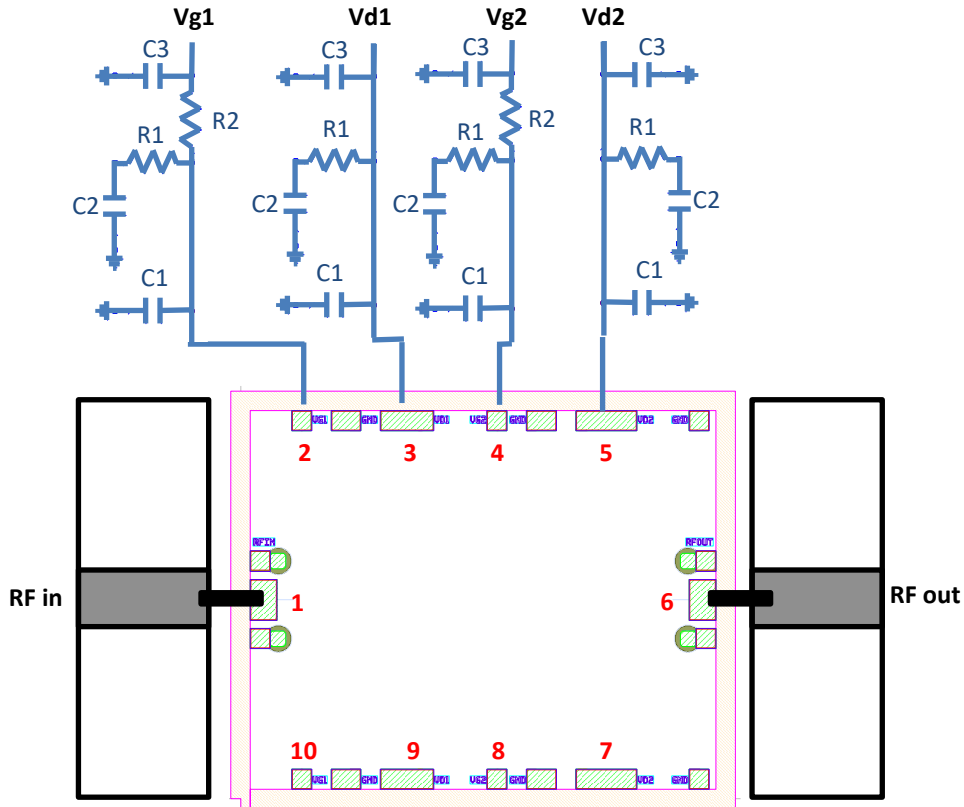 Vg1 Vd1 Vg2 Vd2
C3 C3 C3 C3
R2 R2
R1 R1 R1 R1
C2 C2 C2 C2
C1 C1 C1 C1
VG1 GND VD1 VG2 GND VD2 GND
2 3 4 5
RFIN RFOUT
RF in 1 6 RF out
10 9 8 7
VG1 GND VD1 VG2 GND VD2 GND